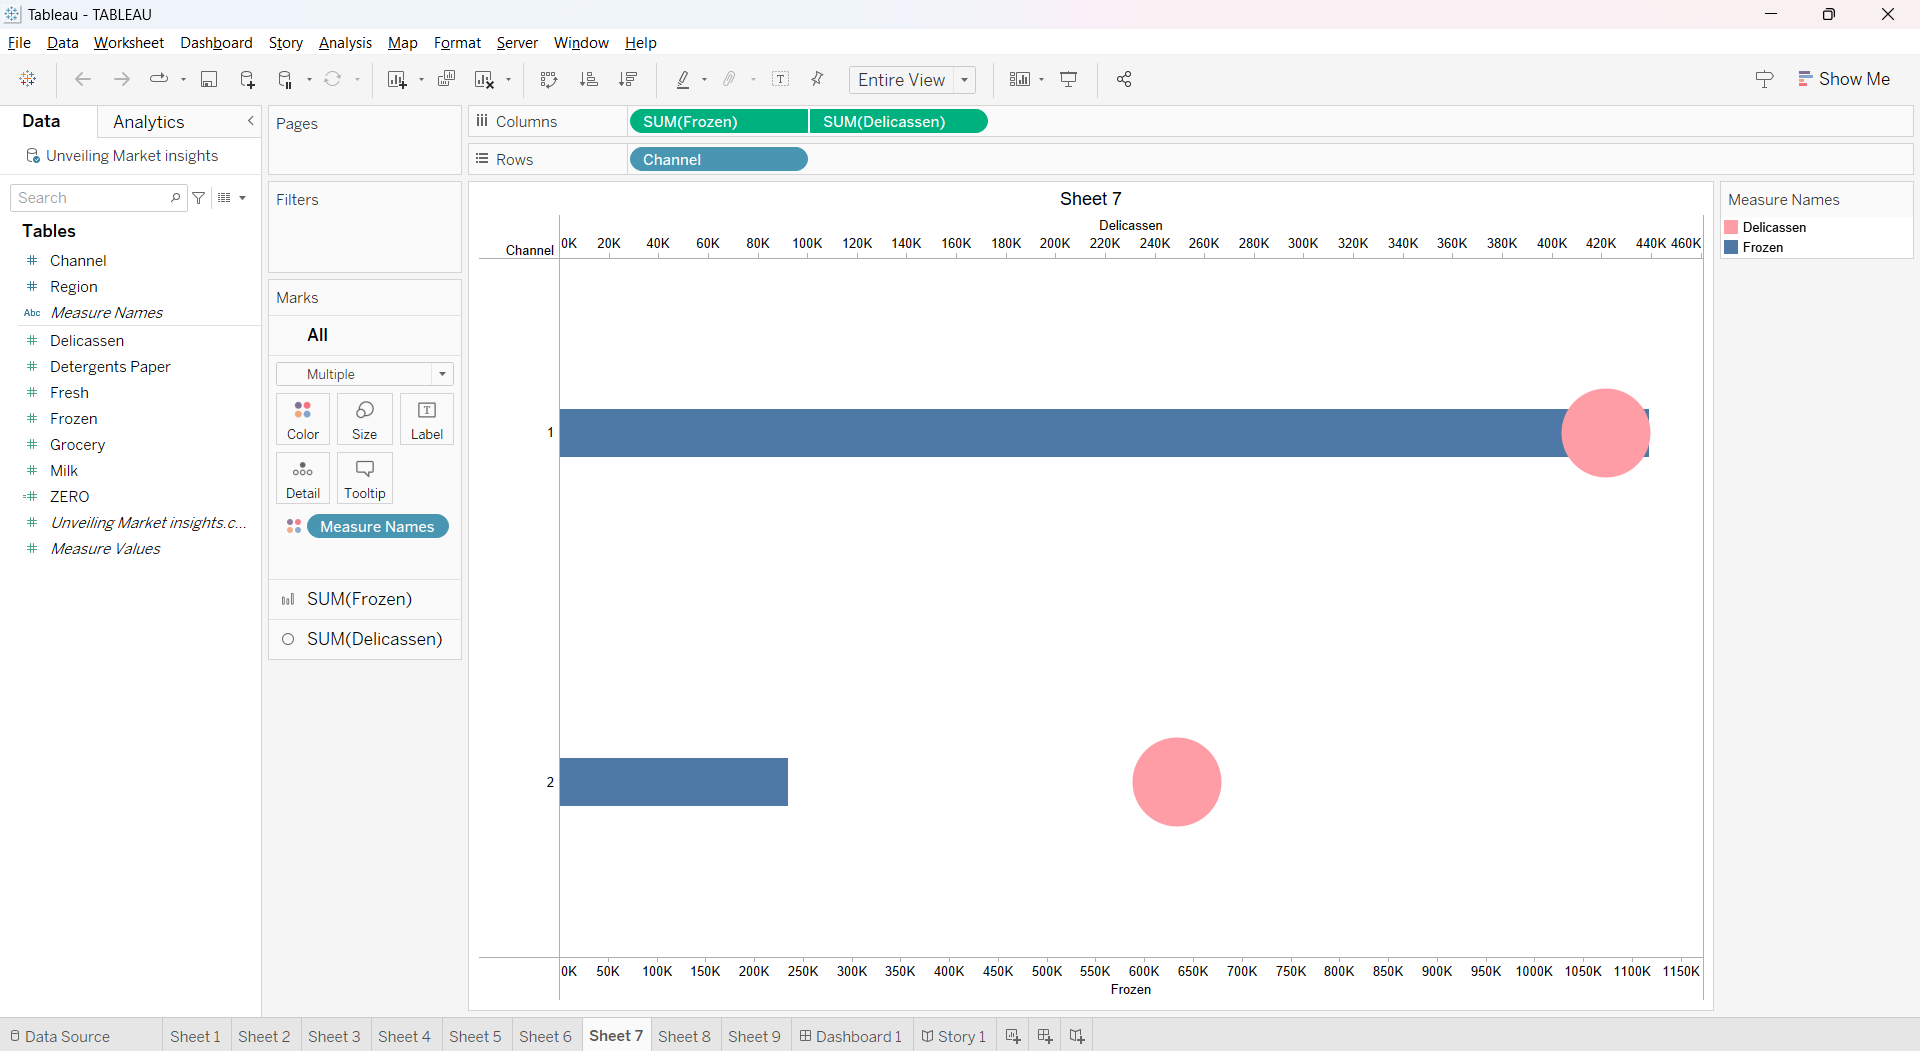 Tableau - TABLEAU
File Data Worksheet Dashboard Story Analysis Map Format Server Window Help
Entire View
Show Me
Data Analytics
Unveiling Market insights
Search
Tables
# Channel
# Region
Abc Measure Names
# Delicassen
# Detergents Paper
# Fresh
# Frozen
# Grocery
# Milk
=# ZERO
# Unveiling Market insights.c...
# Measure Values
Pages
Filters
Marks
All
Multiple
Color Size T Label
Detail Tooltip
Measure Names
SUM(Frozen)
SUM(Delicassen)
Columns SUM(Frozen) SUM(Delicassen)
Rows Channel
Sheet 7
Delicassen
Channel 0K 20K 40K 60K 80K 100K 120K 140K 160K 180K 200K 220K 240K 260K 280K 300K 320K 340K 360K 380K 400K 420K 440K 460K
1
2
0K 50K 100K 150K 200K 250K 300K 350K 400K 450K 500K 550K 600K 650K 700K 750K 800K 850K 900K 950K 1000K 1050K 1100K 1150K
Frozen
Measure Names
Delicassen
Frozen
Data Source Sheet 1 Sheet 2 Sheet 3 Sheet 4 Sheet 5 Sheet 6 Sheet 7 Sheet 8 Sheet 9 Dashboard 1 Story 1